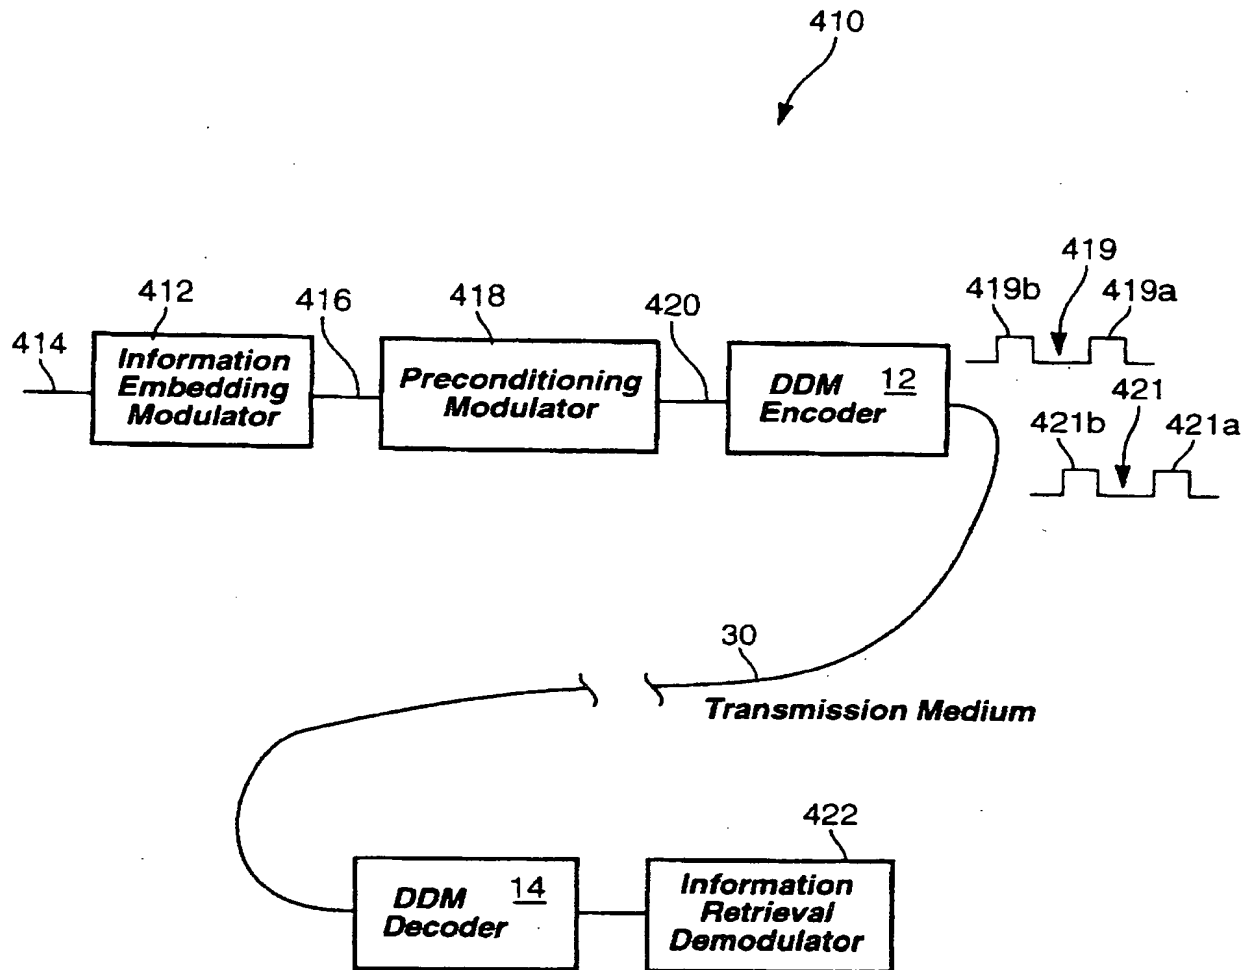 410
419
419b
419a
412
416
418
420
414
Information
Embedding
Modulator
Preconditioning
Modulator
DDM
Encoder
12
421
421b
421a
30
Transmission Medium
422
DDM
Decoder
14
Information
Retrieval
Demodulator